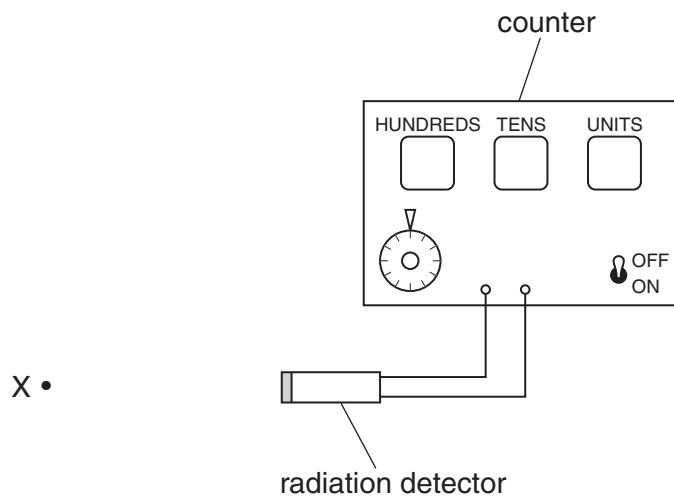 counter
HUNDREDS TENS UNITS
OFF
ON
X
radiation detector